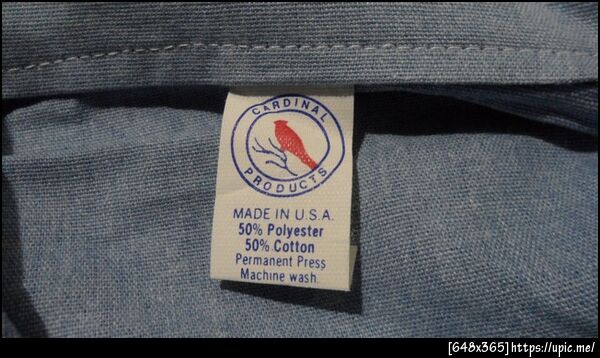 CARDINAL
PRODUCTS
MADE IN U.S.A.
50% Polyester
50% Cotton
Permanent Press
Machine wash
[648x365]https://upic.me/